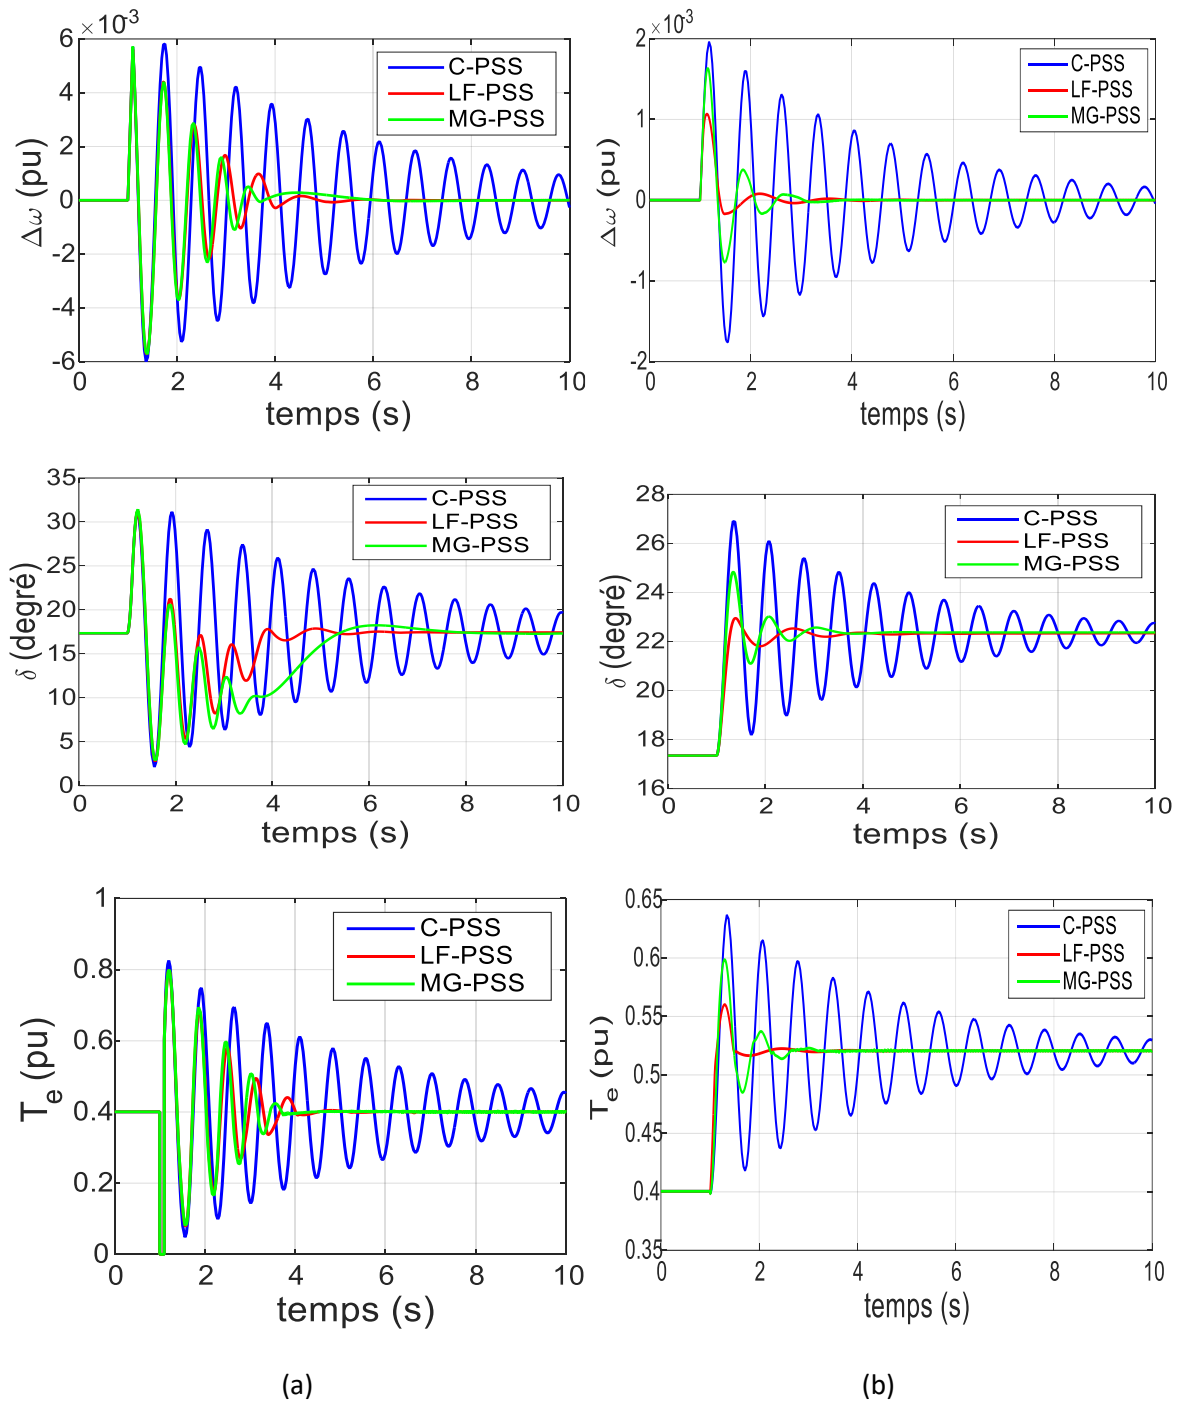 ×10⁻³
6
4
2
0
-2
-4
-6
Δω (pu)
C-PSS
LF-PSS
MG-PSS
0 2 4 6 8 10
temps (s)
×10⁻³
2
1
0
-1
-2
Δω (pu)
C-PSS
LF-PSS
MG-PSS
0 2 4 6 8 10
temps (s)
35
30
25
20
15
10
5
0
δ (degré)
C-PSS
LF-PSS
MG-PSS
0 2 4 6 8 10
temps (s)
28
26
24
22
20
18
16
δ (degré)
C-PSS
LF-PSS
MG-PSS
0 2 4 6 8 10
temps (s)
1
0.8
0.6
0.4
0.2
0
Tₑ (pu)
C-PSS
LF-PSS
MG-PSS
0 2 4 6 8 10
temps (s)
0.65
0.6
0.55
0.5
0.45
0.4
0.35
Tₑ (pu)
C-PSS
LF-PSS
MG-PSS
0 2 4 6 8 10
temps (s)
(a) (b)